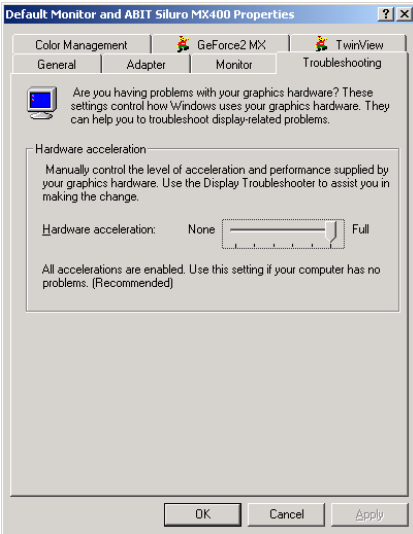 Default Monitor and ABIT Siluro MX400 Properties
Color Management GeForce2 MX TwinView
General Adapter Monitor Troubleshooting
Are you having problems with your graphics hardware? These
settings control how Windows uses your graphics hardware. They
can help you to troubleshoot display-related problems.
Hardware acceleration
Manually control the level of acceleration and performance supplied by
your graphics hardware. Use the Display Troubleshooter to assist you in
making the change.
Hardware acceleration: None Full
All accelerations are enabled. Use this setting if your computer has no
problems. (Recommended)
OK Cancel Apply